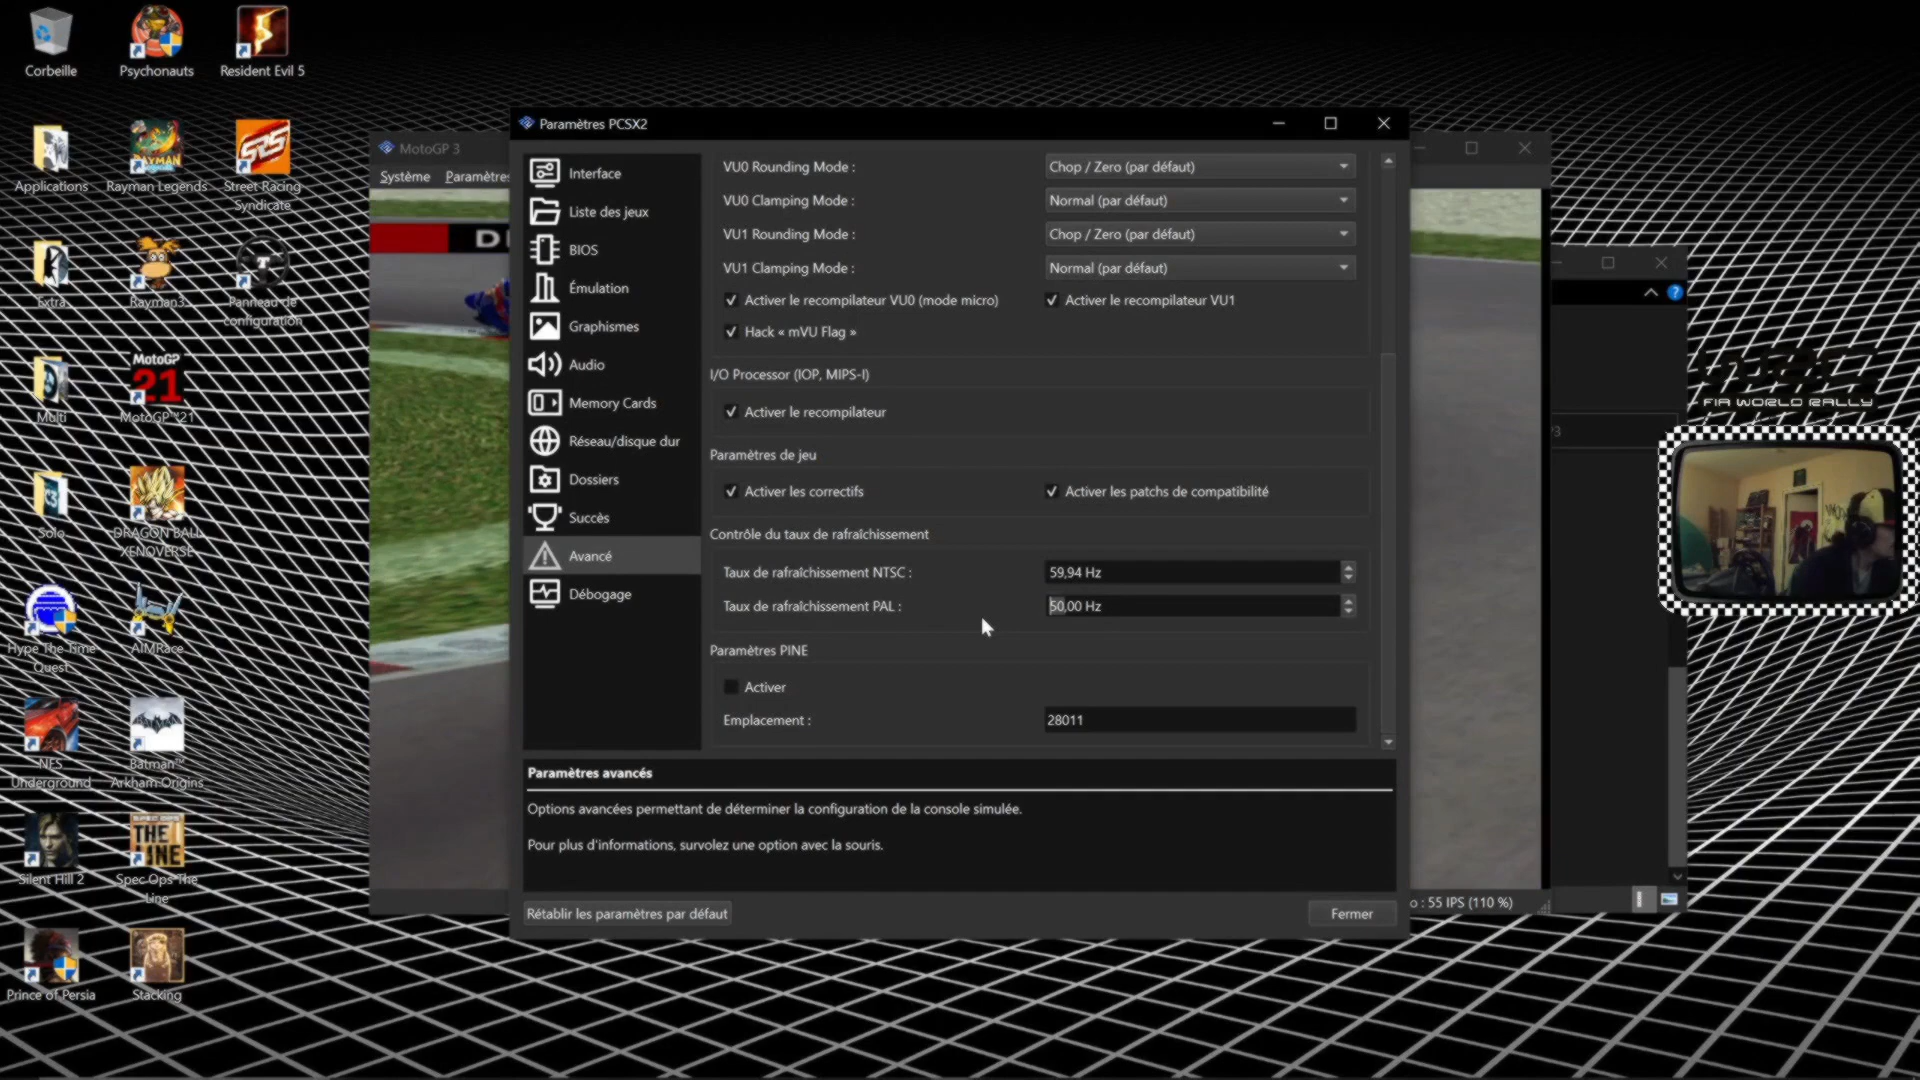 Corbeille
Psychonauts
Resident Evil 5
Applications
Rayman Legends
Street Racing
Syndicate
Extra
Rayman3
Panneau de
configuration
Multi
MotoGP
21
MotoGP™21
Solo
DRAGON BALL
XENOVERSE
Hype The Time
Quest
AIMRace
NFS
Underground
Batman™
Arkham Origins
Silent Hill 2
Spec Ops The
Line
Prince of Persia
Stacking
MotoGP 3
Système
Paramètres
Paramètres PCSX2
Interface
Liste des jeux
BIOS
Émulation
Graphismes
Audio
Memory Cards
Réseau/disque dur
Dossiers
Succès
Avancé
Débogage
VU0 Rounding Mode :
Chop / Zero (par défaut)
VU0 Clamping Mode :
Normal (par défaut)
VU1 Rounding Mode :
Chop / Zero (par défaut)
VU1 Clamping Mode :
Normal (par défaut)
Activer le recompilateur VU0 (mode micro)
Activer le recompilateur VU1
Hack « mVU Flag »
I/O Processor (IOP, MIPS-I)
Activer le recompilateur
Paramètres de jeu
Activer les correctifs
Activer les patchs de compatibilité
Contrôle du taux de rafraîchissement
Taux de rafraîchissement NTSC :
59,94 Hz
Taux de rafraîchissement PAL :
50,00 Hz
Paramètres PINE
Activer
Emplacement :
28011
Paramètres avancés
Options avancées permettant de déterminer la configuration de la console simulée.
Pour plus d'informations, survolez une option avec la souris.
Rétablir les paramètres par défaut
Fermer
o : 55 IPS (110 %)
FIA WORLD RALLY